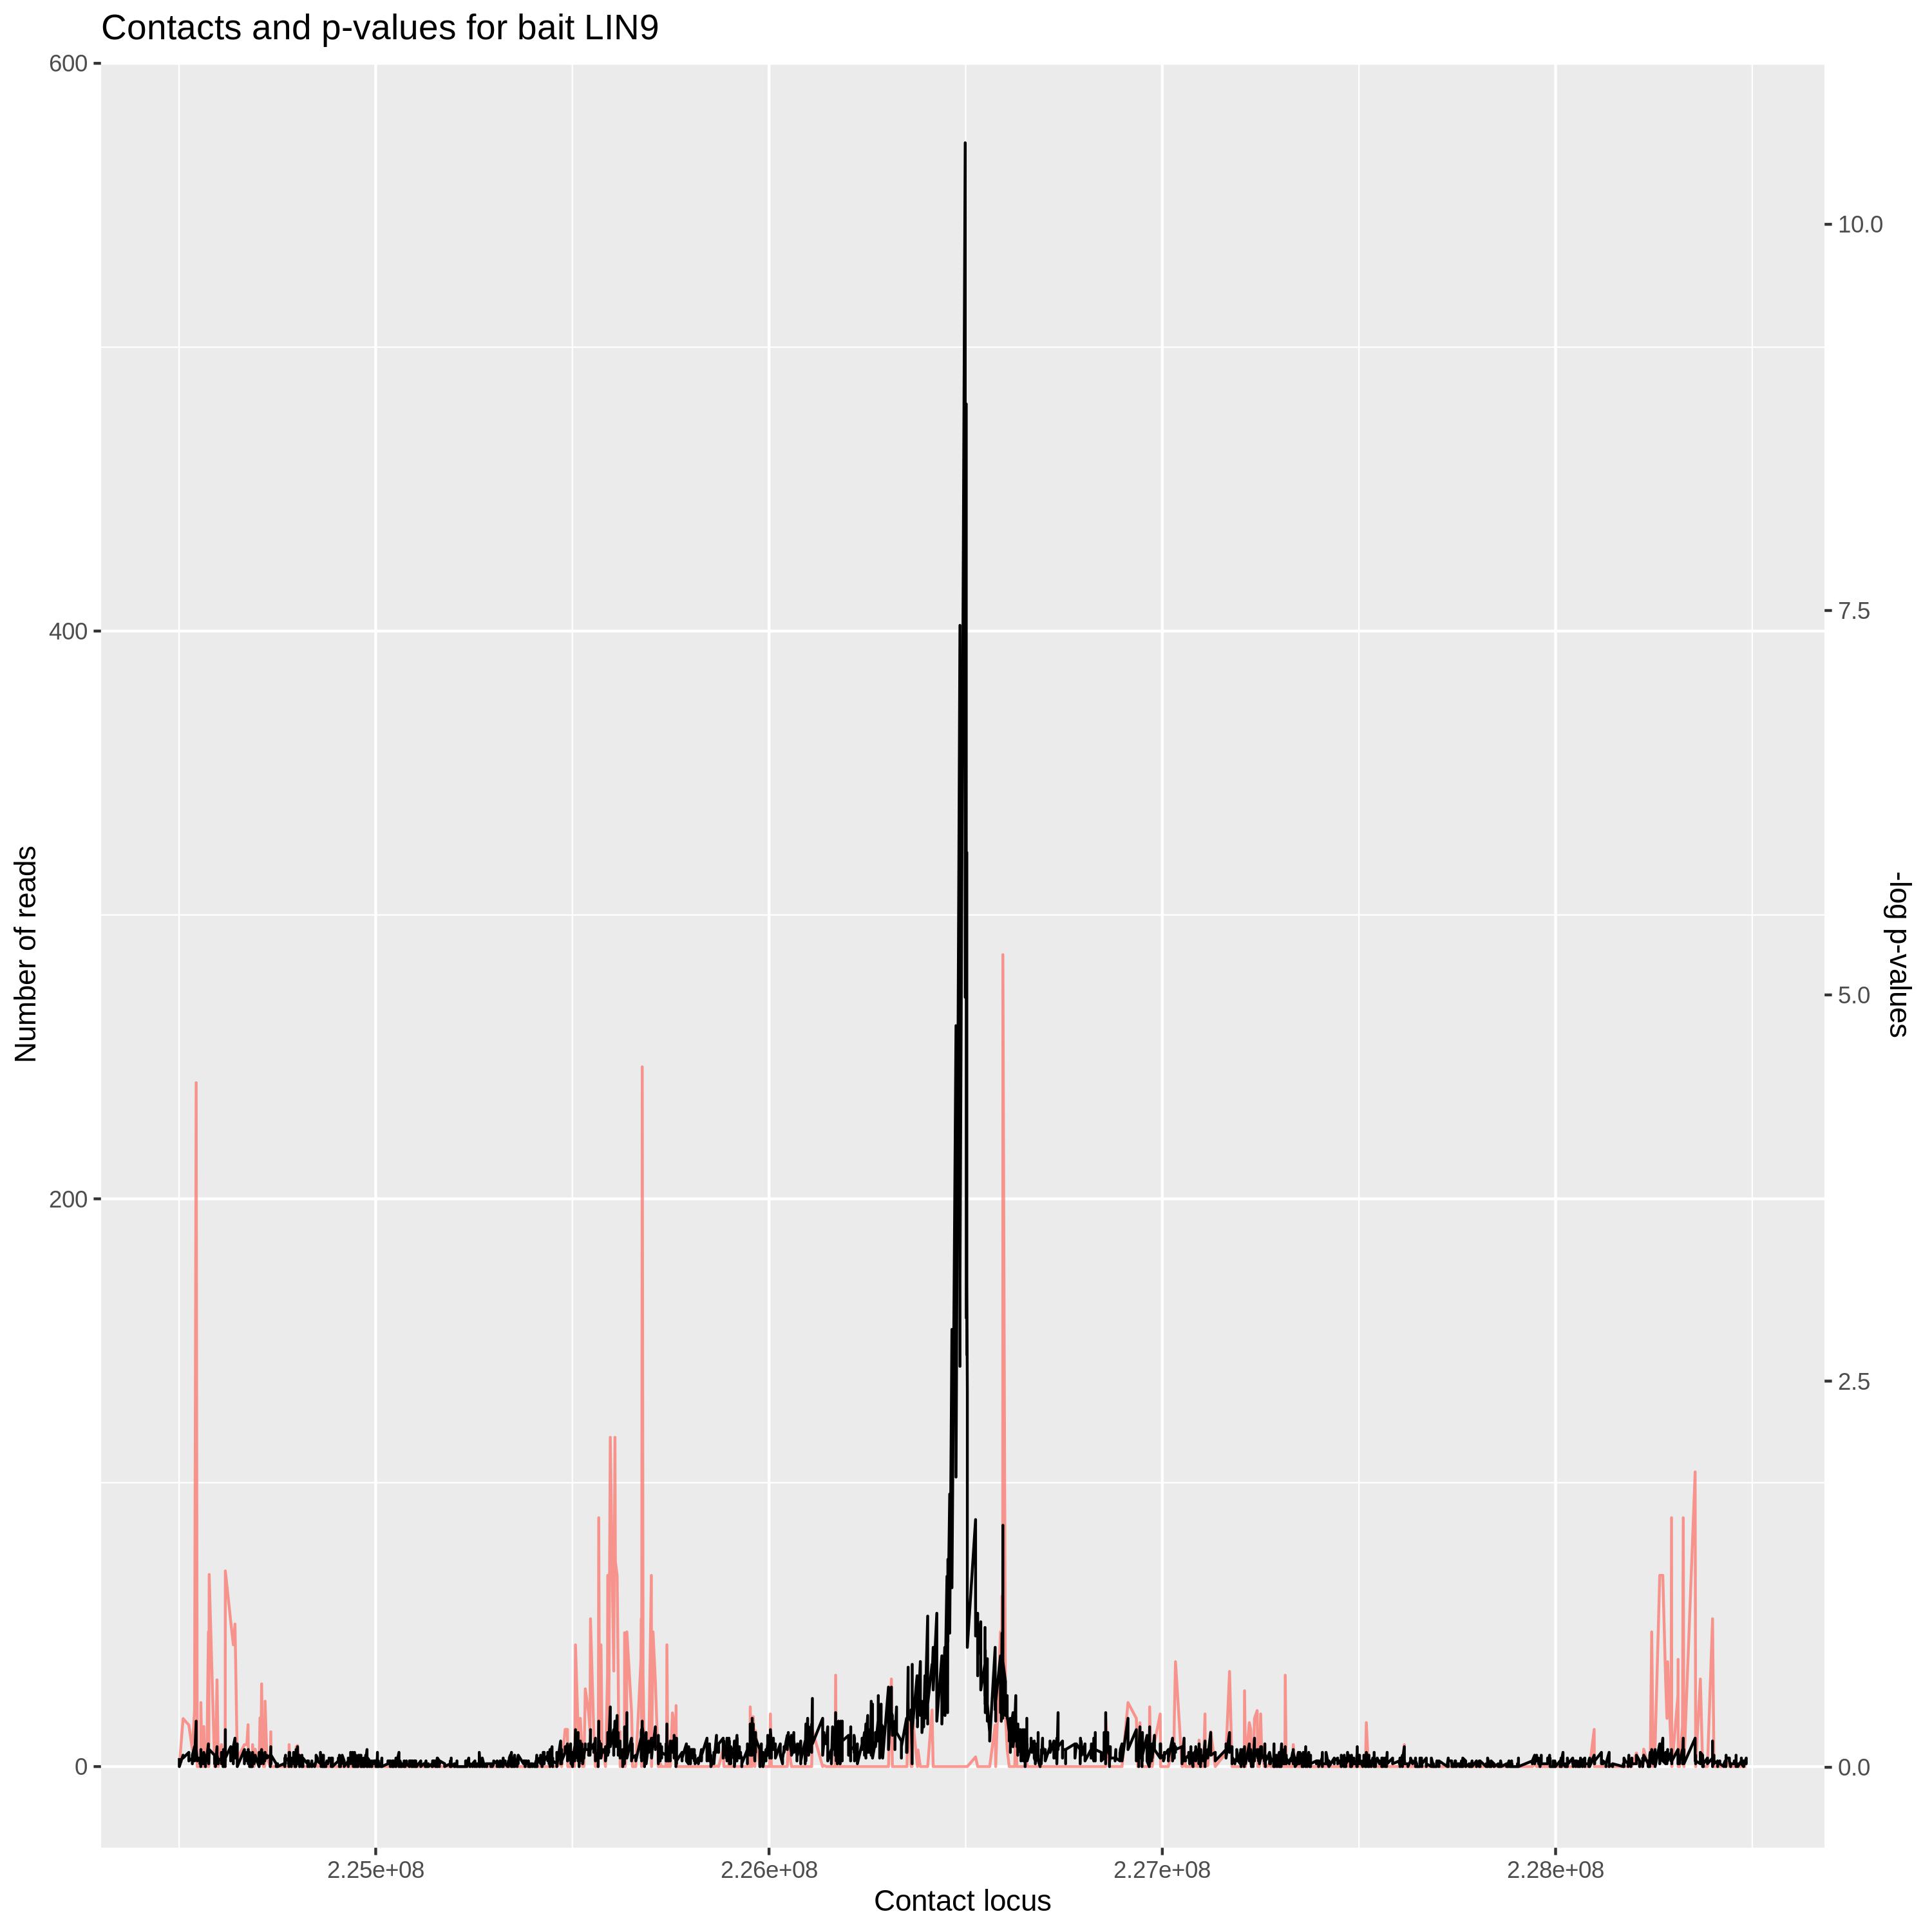 Contacts and p-values for bait LIN9
600
400
200
0
Number of reads
10.0
7.5
5.0
2.5
0.0
-log p-values
2.25e+08
2.26e+08
2.27e+08
2.28e+08
Contact locus